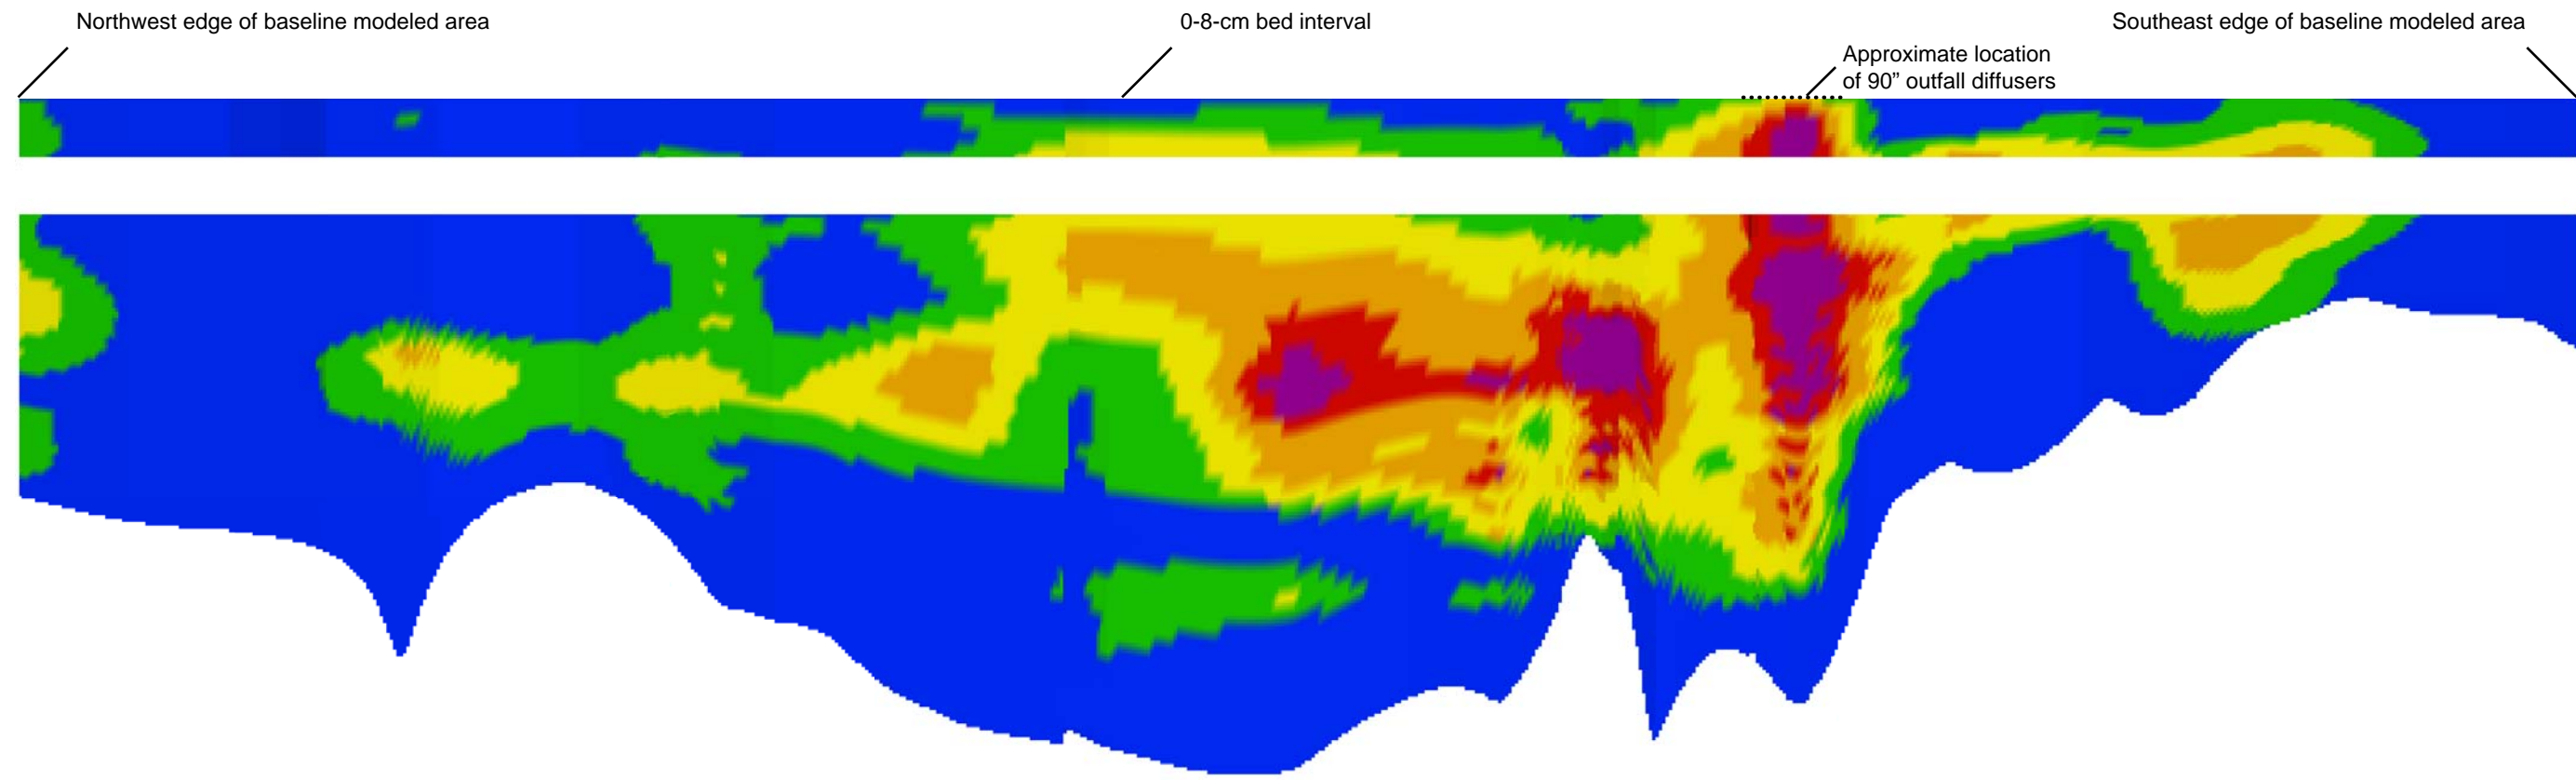 Northwest edge of baseline modeled area
0-8-cm bed interval
Southeast edge of baseline modeled area
Approximate location
of 90” outfall diffusers